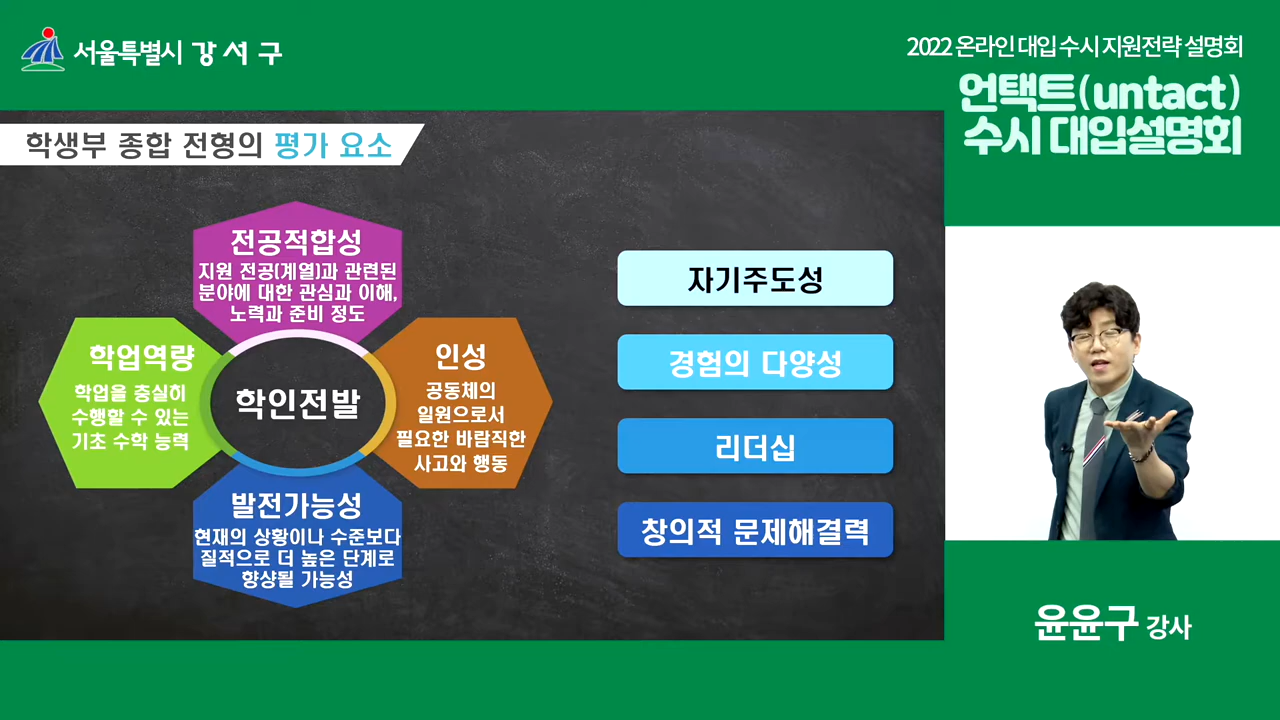 서울특별시 강서구
2022 온라인 대입 수시 지원전략 설명회
언택트(untact)
수시 대입설명회
학생부 종합 전형의 평가 요소
전공적합성
지원 전공(계열)과 관련된
분야에 대한 관심과 이해,
노력과 준비 정도
학업역량
학업을 충실히
수행할 수 있는
기초 수학 능력
학인전발
인성
공동체의
일원으로서
필요한 바람직한
사고와 행동
발전가능성
현재의 상황이나 수준보다
질적으로 더 높은 단계로
향상될 가능성
자기주도성
경험의 다양성
리더십
창의적 문제해결력
윤윤구 강사